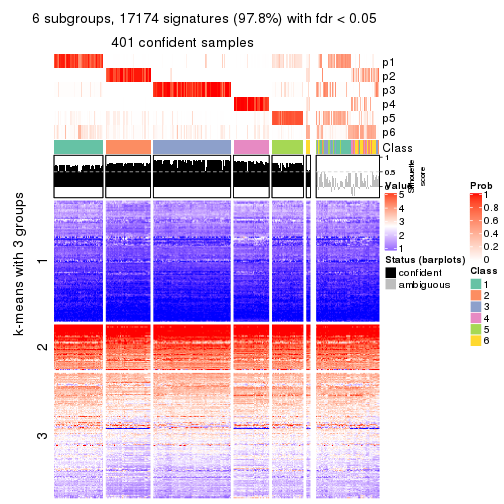 6 subgroups, 17174 signatures (97.8%) with fdr < 0.05
401 confident samples
p1
p2
p3
p4
p5
p6
Class
1
0.5
0
Silhouette
score
k-means with 3 groups
1
2
3
Value
5
4
3
2
1
Status (barplots)
confident
ambiguous
Prob
1
0.8
0.6
0.4
0.2
0
Class
1
2
3
4
5
6